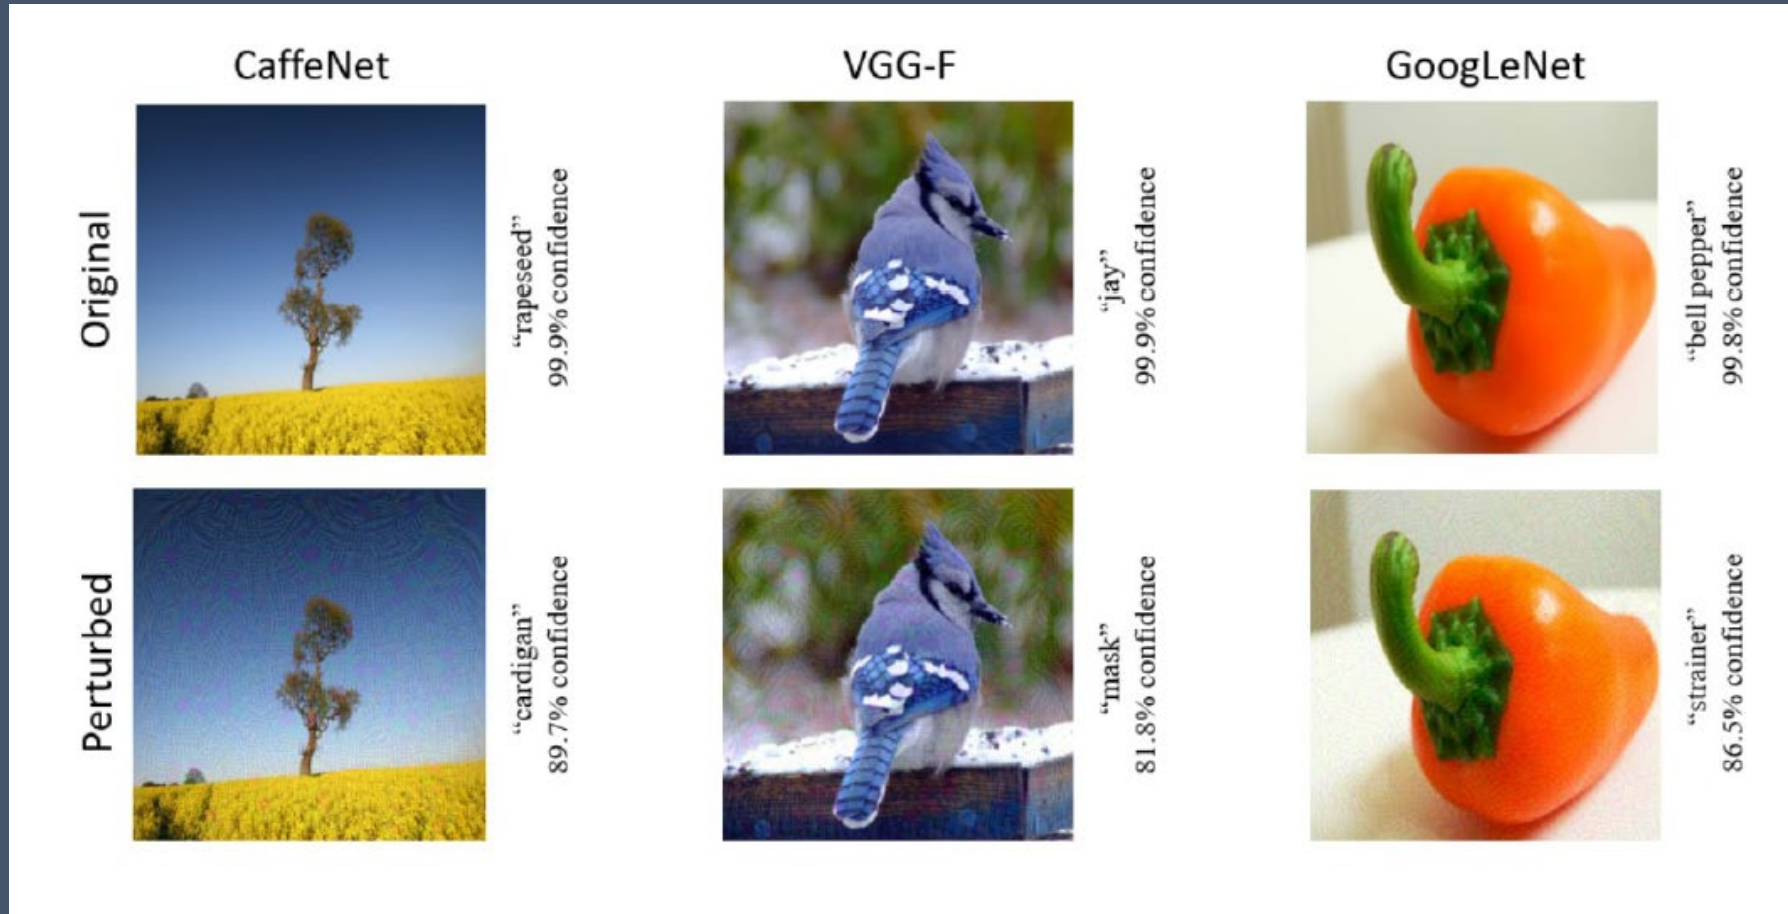 CaffeNet
VGG-F
GoogLeNet
Original
“rapeseed”
99.9% confidence
“jay”
99.9% confidence
“bell pepper”
99.8% confidence
Perturbed
“cardigan”
89.7% confidence
“mask”
81.8% confidence
“strainer”
86.5% confidence